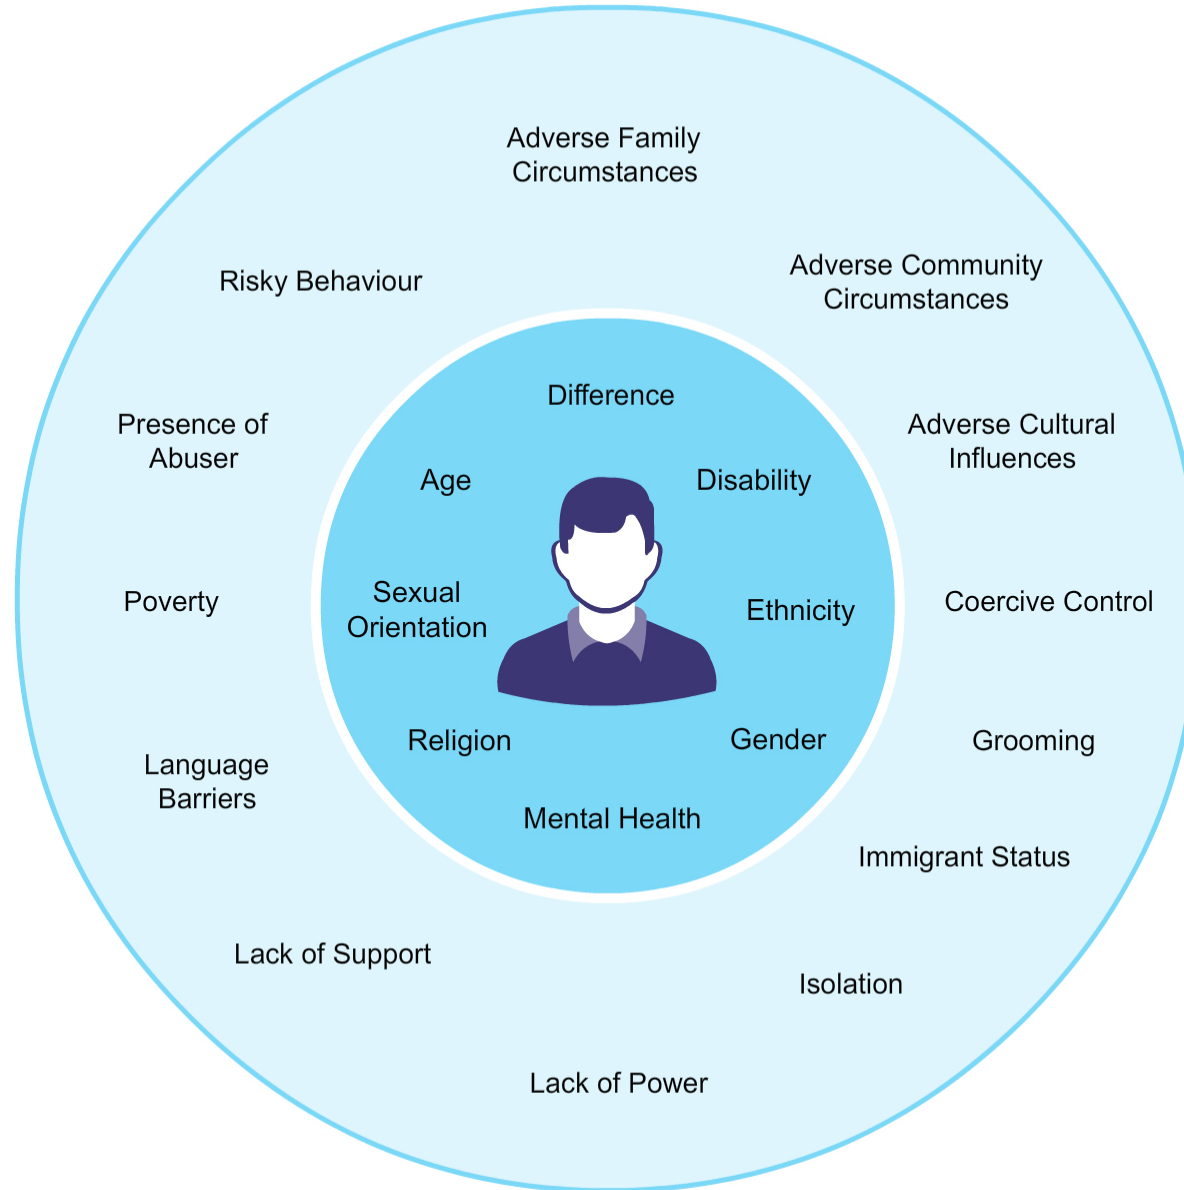 Adverse Family
Circumstances
Adverse Community
Circumstances
Risky Behaviour
Difference
Presence of
Abuser
Adverse Cultural
Influences
Age
Disability
Sexual
Orientation
Poverty
Ethnicity
Coercive Control
Religion
Gender
Grooming
Language
Barriers
Mental Health
Immigrant Status
Lack of Support
Isolation
Lack of Power